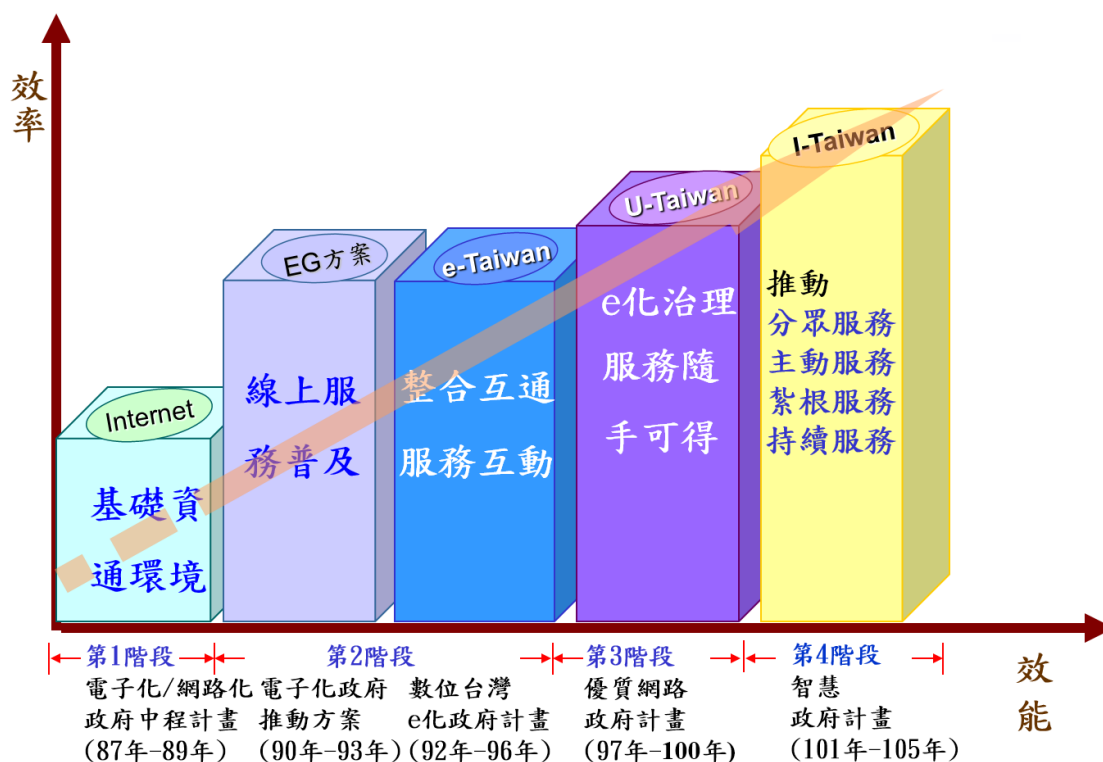 效率
Internet
基礎資
通環境
EG方案
線上服
務普及
e-Taiwan
整合互通
服務互動
U-Taiwan
e化治理
服務隨
手可得
I-Taiwan
推動
分眾服務
主動服務
紮根服務
持續服務
第1階段
電子化/網路化
政府中程計畫
(87年-89年)
第2階段
電子化政府
推動方案
(90年-93年)
數位台灣
e化政府計畫
(92年-96年)
第3階段
優質網路
政府計畫
(97年-100年)
第4階段
智慧
政府計畫
(101年-105年)
效能